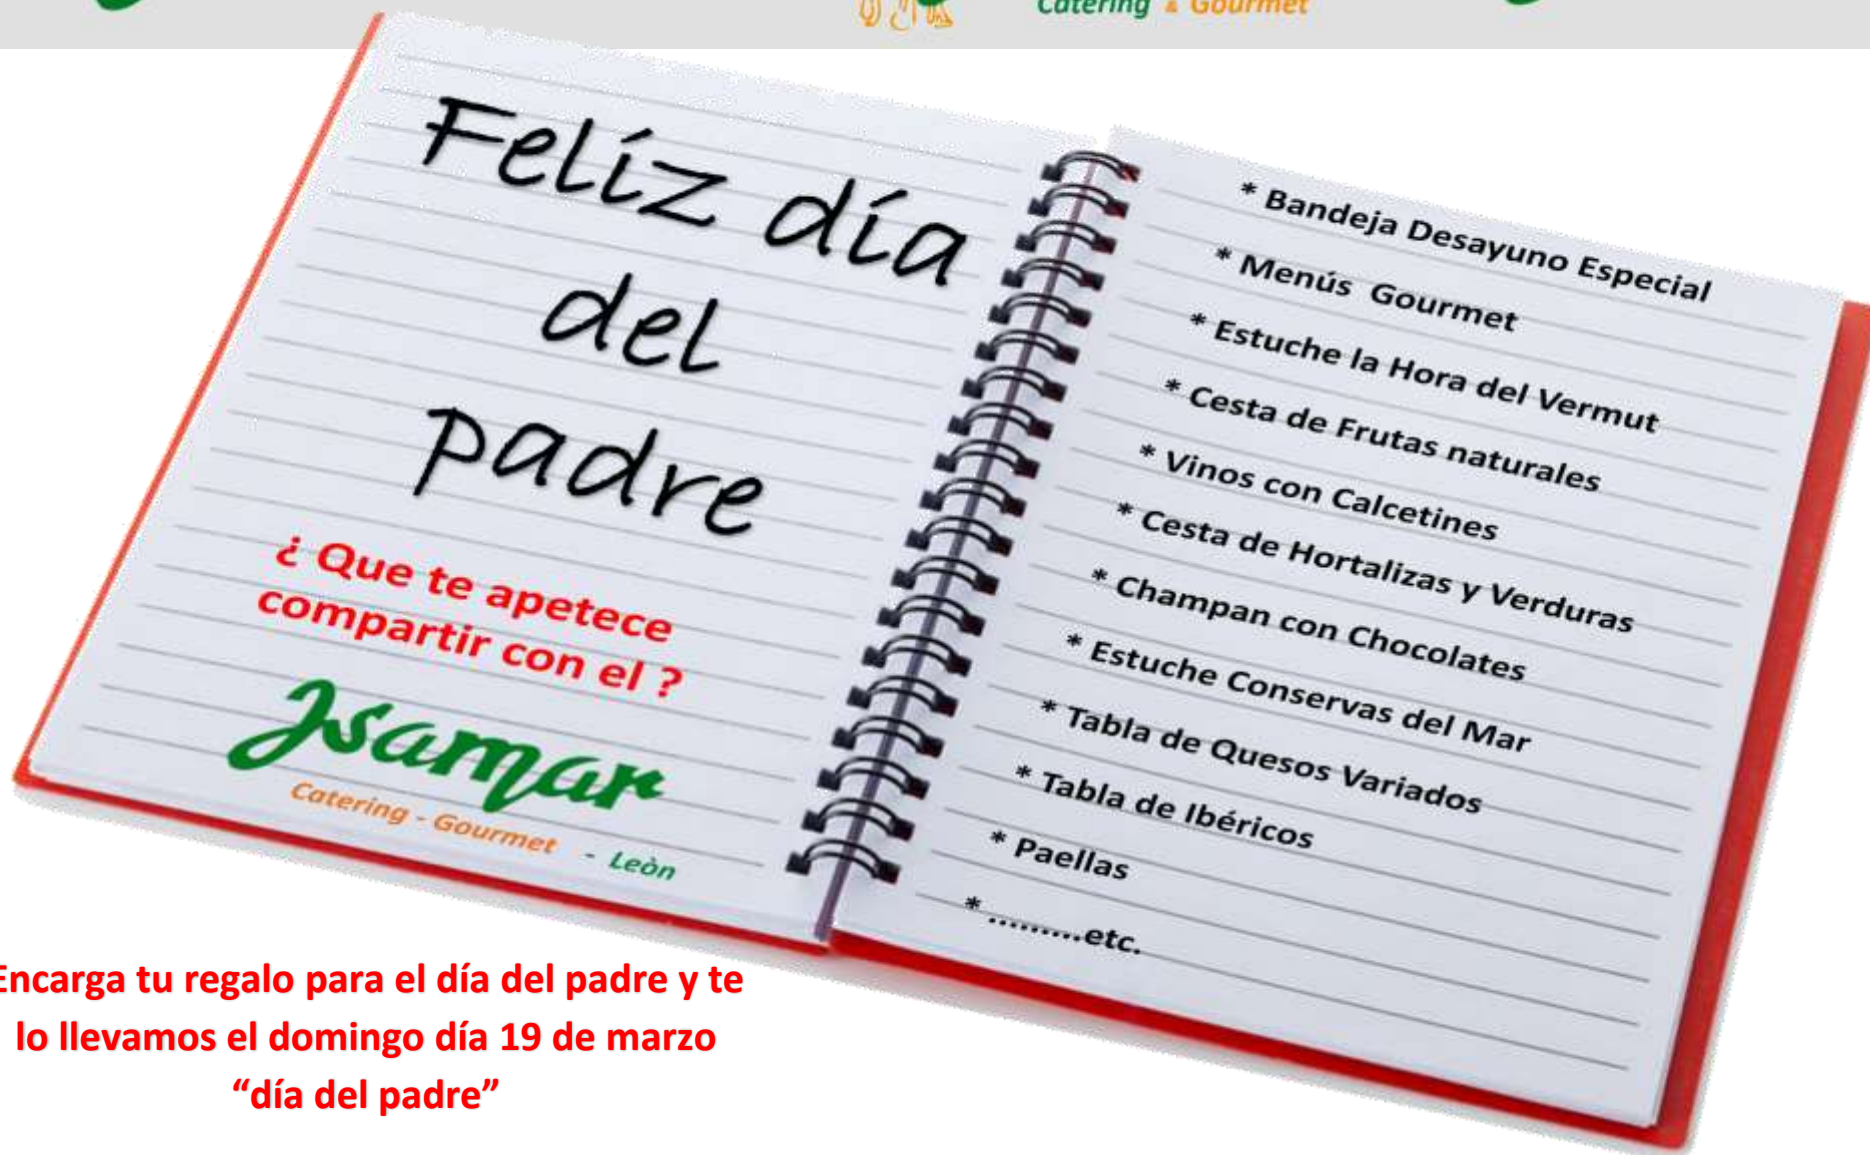 Catering & Gourmet
Felíz día
del
padre
¿ Que te apetece
compartir con el ?
Isamar
Catering - Gourmet - Leòn
* Bandeja Desayuno Especial
* Menús Gourmet
* Estuche la Hora del Vermut
* Cesta de Frutas naturales
* Vinos con Calcetines
* Cesta de Hortalizas y Verduras
* Champan con Chocolates
* Estuche Conservas del Mar
* Tabla de Quesos Variados
* Tabla de Ibéricos
* Paellas
* .........etc.
Encarga tu regalo para el día del padre y te
lo llevamos el domingo día 19 de marzo
“día del padre”